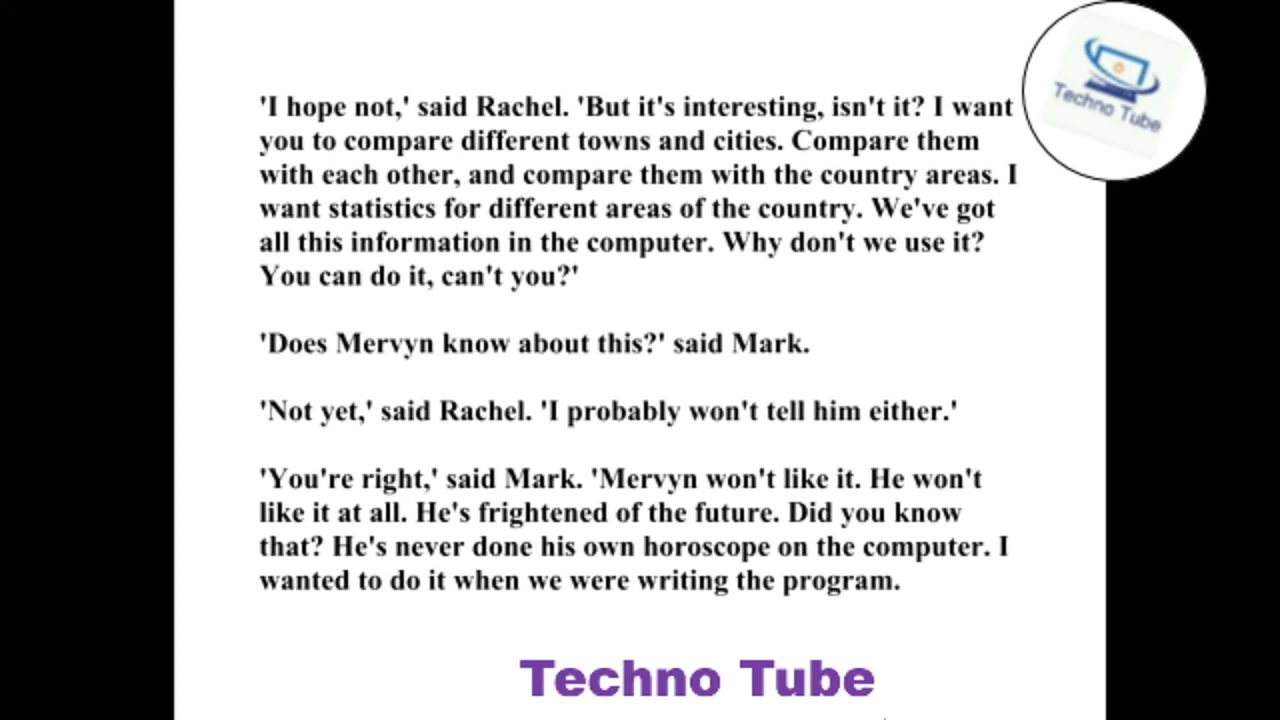 'I hope not,' said Rachel. 'But it's interesting, isn't it? I want
you to compare different towns and cities. Compare them
with each other, and compare them with the country areas. I
want statistics for different areas of the country. We've got
all this information in the computer. Why don't we use it?
You can do it, can't you?'
'Does Mervyn know about this?' said Mark.
'Not yet,' said Rachel. 'I probably won't tell him either.'
'You're right,' said Mark. 'Mervyn won't like it. He won't
like it at all. He's frightened of the future. Did you know
that? He's never done his own horoscope on the computer. I
wanted to do it when we were writing the program.
Techno Tube
Techno Tube